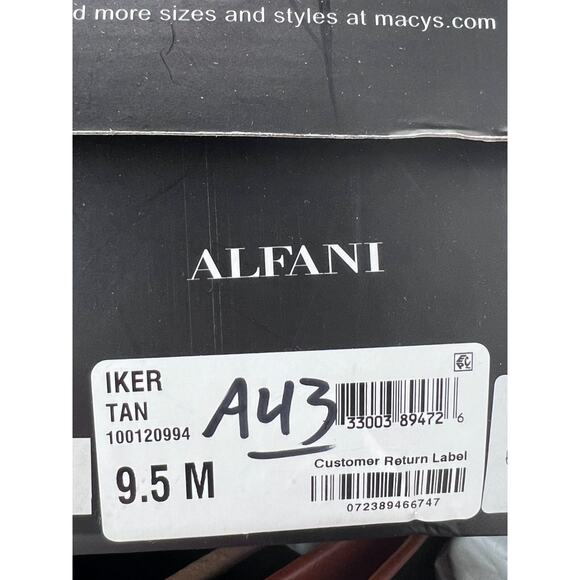 d more sizes and styles at macys.com
ALFANI
IKER
TAN
100120994
9.5 M
AU3
33003 89472 6
Customer Return Label
072389466747